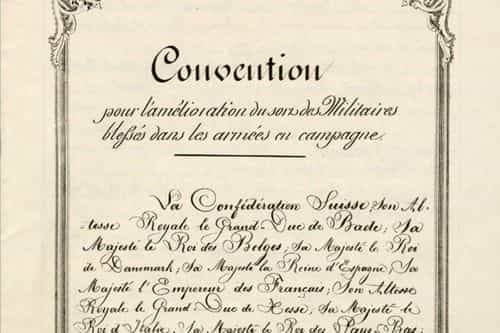 Convention
pour l'amélioration du sort des Militaires
blessés dans les armées en campagne.
La Confédération Suisse, Son Al-
tesse Royale le Grand-Duc de Bade; Sa
Majesté le Roi des Belges; Sa Majesté le Roi
de Danemark; Sa Majesté la Reine d'Espagne; Sa
Majesté l'Empereur des Français; Son Altesse
Royale le Grand Duc de Hesse, Sa Majesté le
Roi d'Italie; Sa Majesté le Roi des Pays-Bas;